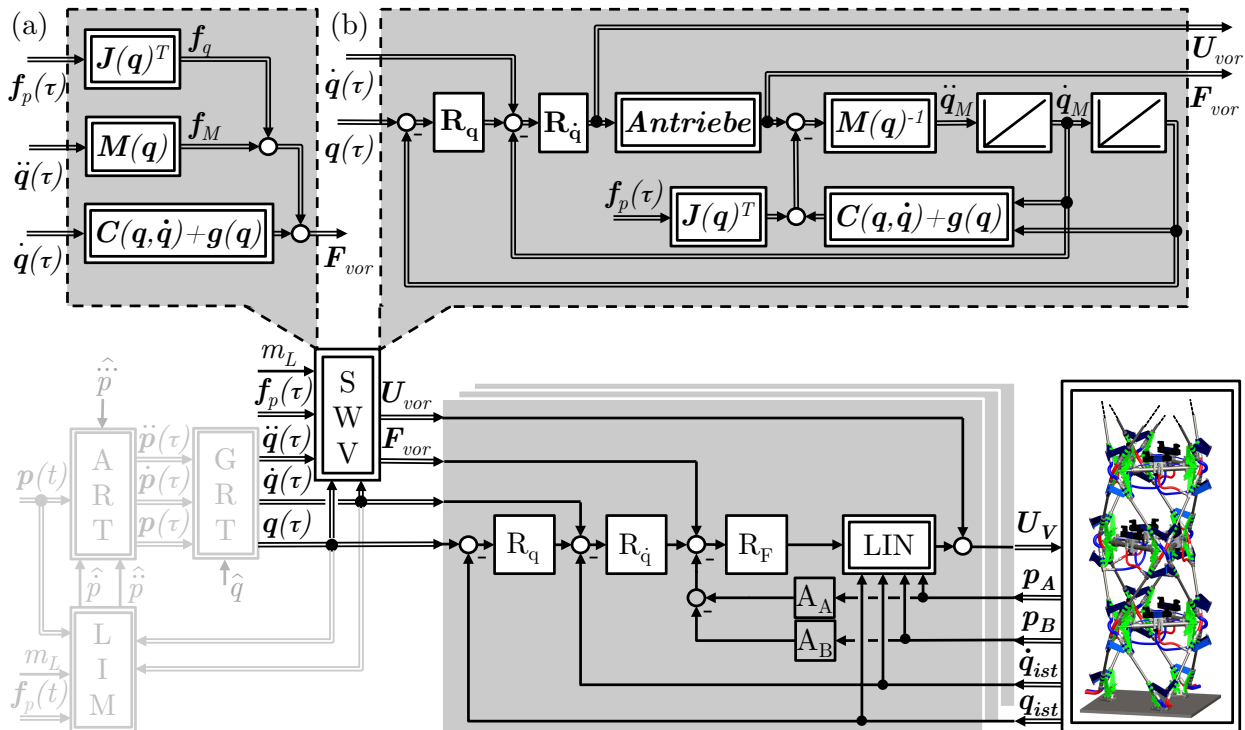 (a)
J(q)ᵀ
f_q
f_p(τ)
M(q)
f_M
q̈(τ)
C(q,q̇)+g(q)
q̇(τ)
F_vor
(b)
U_vor
F_vor
q̇(τ)
q(τ)
-
R_q
-
R_q̇
Antriebe
-
M(q)⁻¹
q̈_M
q̇_M
f_p(τ)
J(q)ᵀ
C(q,q̇)+g(q)
m_L
f_p(τ)
q̈(τ)
q̇(τ)
q(τ)
S
W
V
U_vor
F_vor
p̂⃛
p(t)
A
R
T
p̈(τ)
ṗ(τ)
p(τ)
G
R
T
q̂
p̂̇
p̂̈
L
I
M
m_L
f_p(t)
-
R_q
-
R_q̇
-
R_F
LIN
-
A_A
A_B
U_V
p_A
p_B
q̇_ist
q_ist